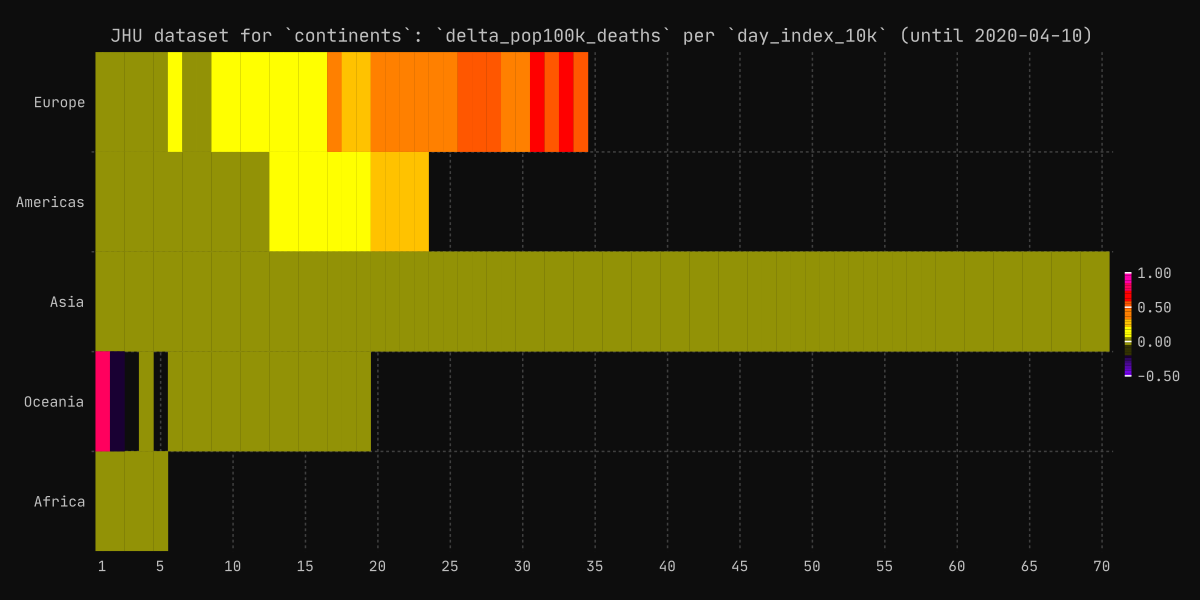 JHU dataset for `continents`: `delta_pop100k_deaths` per `day_index_10k` (until 2020-04-10)
Europe
Americas
Asia
Oceania
Africa
1.00
0.50
0.00
-0.50
1 5 10 15 20 25 30 35 40 45 50 55 60 65 70